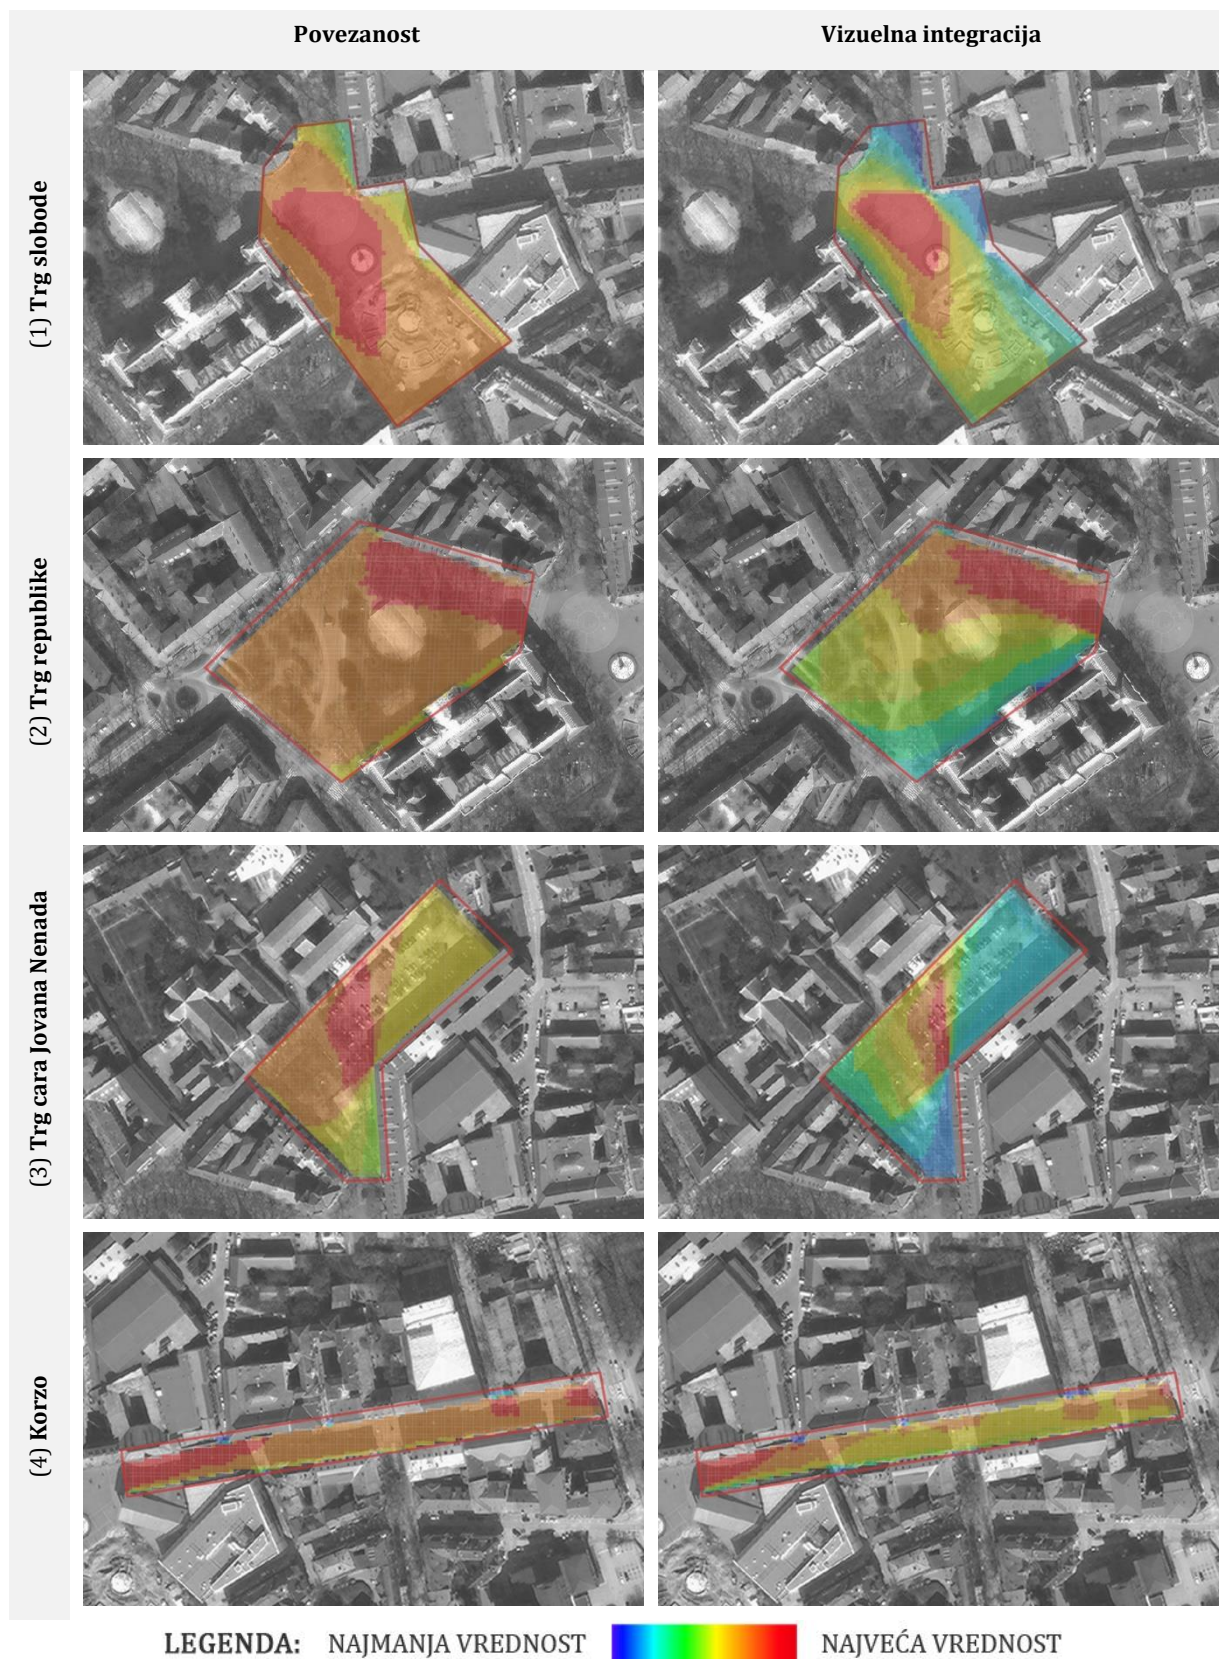 Povezanost
Vizuelna integracija
(1) Trg slobode
(2) Trg republike
(3) Trg cara Jovana Nenada
(4) Korzo
LEGENDA: NAJMANJA VREDNOST NAJVEĆA VREDNOST